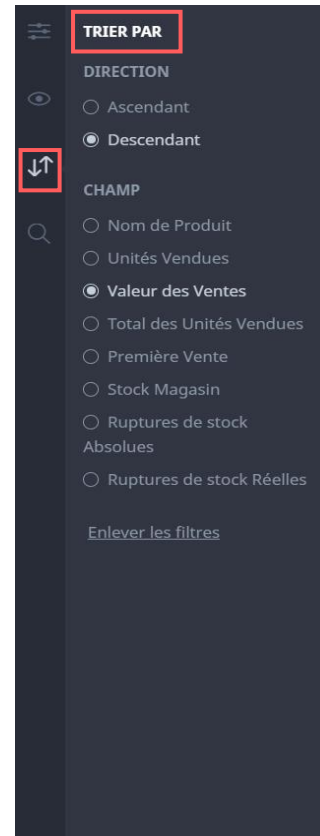 TRIER PAR
DIRECTION
Ascendant
Descendant
CHAMP
Nom de Produit
Unités Vendues
Valeur des Ventes
Total des Unités Vendues
Première Vente
Stock Magasin
Ruptures de stock
Absolues
Ruptures de stock Réelles
Enlever les filtres